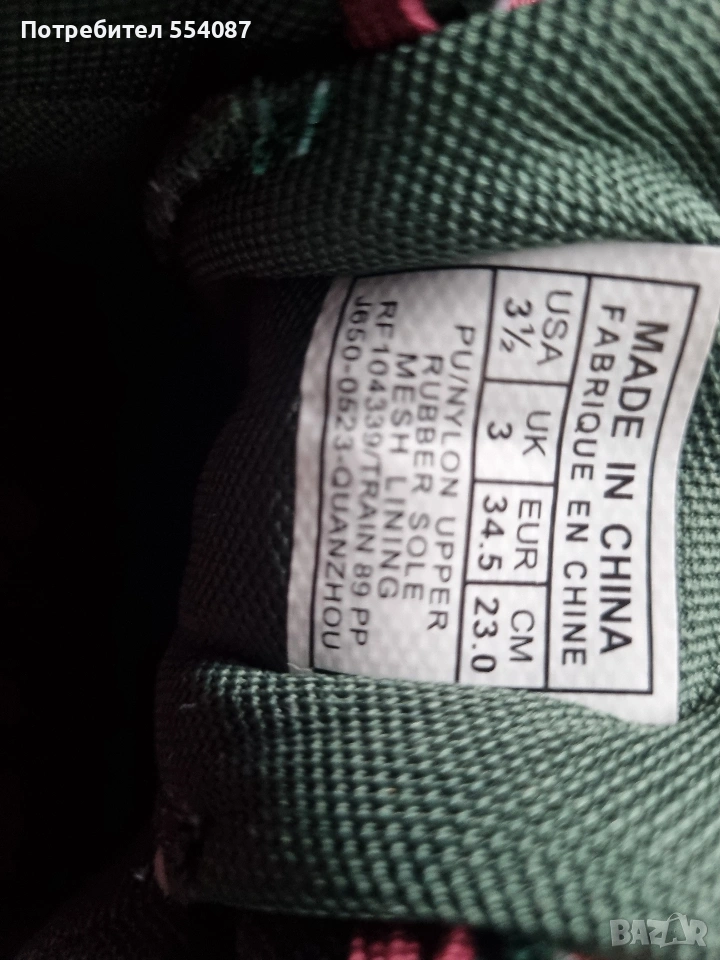 Потребител 554087
MADE IN CHINA
FABRIQUE EN CHINE
USA UK EUR CM
3½ 3 34.5 23.0
PU/NYLON UPPER
RUBBER SOLE
MESH LINING
RF104339/TRAIN 89 PP
J650-0523-QUANZHOU
BAZAR